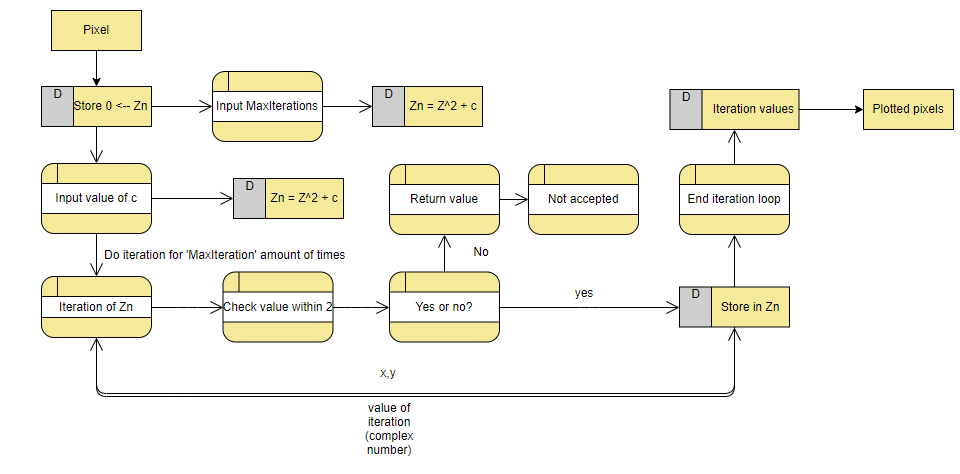 Pixel
D
Store 0 <-- Zn
Input MaxIterations
D
Zn = Z^2 + c
D
Iteration values
Plotted pixels
Input value of c
D
Zn = Z^2 + c
Return value
Not accepted
End iteration loop
Do iteration for 'MaxIteration' amount of times
No
Iteration of Zn
Check value within 2
Yes or no?
yes
D
Store in Zn
x,y
value of
iteration
(complex
number)